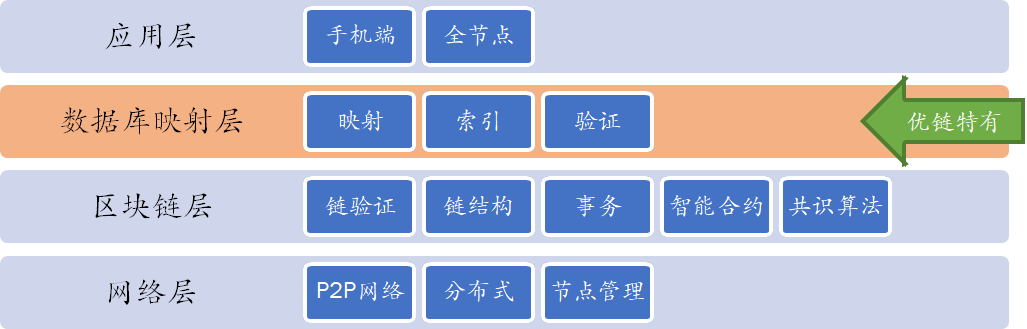 应用层 手机端 全节点
数据库映射层 映射 索引 验证 优链特有
区块链层 链验证 链结构 事务 智能合约 共识算法
网络层 P2P网络 分布式 节点管理